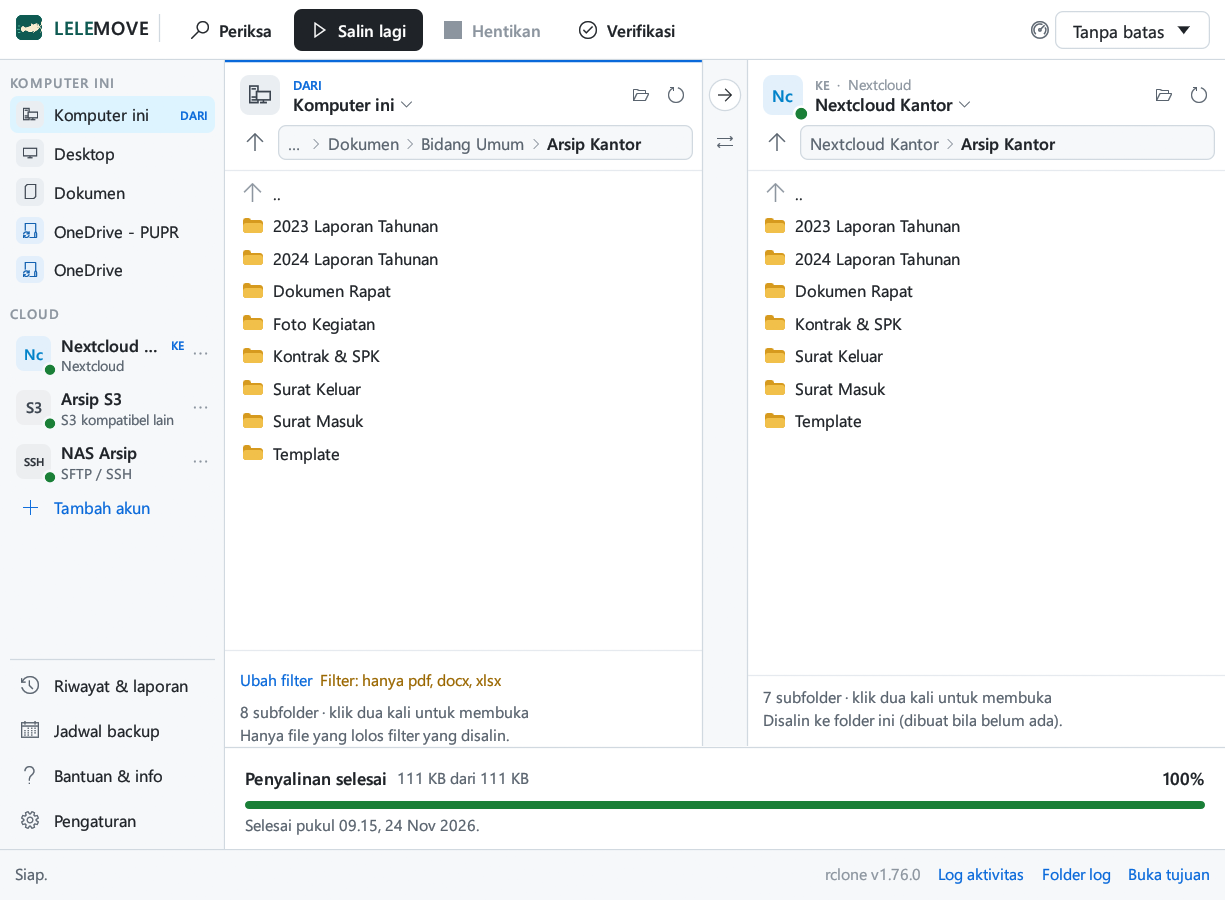 LELEMOVE
Periksa
Salin lagi
Hentikan
Verifikasi
Tanpa batas
KOMPUTER INI
Komputer ini DARI
Desktop
Dokumen
OneDrive - PUPR
OneDrive
CLOUD
Nc Nextcloud ... KE ...
Nextcloud
S3 Arsip S3 ...
S3 kompatibel lain
SSH NAS Arsip ...
SFTP / SSH
Tambah akun
Riwayat & laporan
Jadwal backup
? Bantuan & info
Pengaturan
DARI
Komputer ini
... > Dokumen > Bidang Umum > Arsip Kantor
..
2023 Laporan Tahunan
2024 Laporan Tahunan
Dokumen Rapat
Foto Kegiatan
Kontrak & SPK
Surat Keluar
Surat Masuk
Template
Ubah filter Filter: hanya pdf, docx, xlsx
8 subfolder · klik dua kali untuk membuka
Hanya file yang lolos filter yang disalin.
Nc KE · Nextcloud
Nextcloud Kantor
Nextcloud Kantor > Arsip Kantor
..
2023 Laporan Tahunan
2024 Laporan Tahunan
Dokumen Rapat
Kontrak & SPK
Surat Keluar
Surat Masuk
Template
7 subfolder · klik dua kali untuk membuka
Disalin ke folder ini (dibuat bila belum ada).
Penyalinan selesai 111 KB dari 111 KB 100%
Selesai pukul 09.15, 24 Nov 2026.
Siap.
rclone v1.76.0 Log aktivitas Folder log Buka tujuan